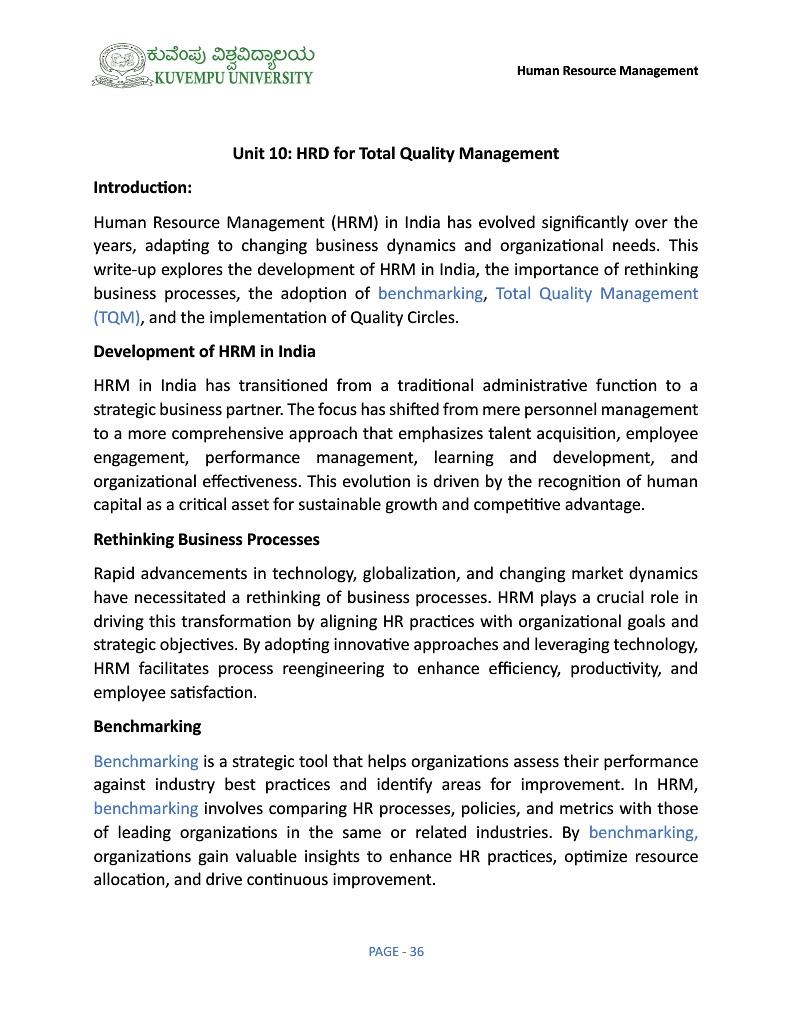 ಕುವೆಂಪು ವಿಶ್ವವಿದ್ಯಾಲಯ
KUVEMPU UNIVERSITY
Human Resource Management
Unit 10: HRD for Total Quality Management
Introduction:
Human Resource Management (HRM) in India has evolved significantly over the
years, adapting to changing business dynamics and organizational needs. This
write-up explores the development of HRM in India, the importance of rethinking
business processes, the adoption of benchmarking, Total Quality Management
(TQM), and the implementation of Quality Circles.
Development of HRM in India
HRM in India has transitioned from a traditional administrative function to a
strategic business partner. The focus has shifted from mere personnel management
to a more comprehensive approach that emphasizes talent acquisition, employee
engagement, performance management, learning and development, and
organizational effectiveness. This evolution is driven by the recognition of human
capital as a critical asset for sustainable growth and competitive advantage.
Rethinking Business Processes
Rapid advancements in technology, globalization, and changing market dynamics
have necessitated a rethinking of business processes. HRM plays a crucial role in
driving this transformation by aligning HR practices with organizational goals and
strategic objectives. By adopting innovative approaches and leveraging technology,
HRM facilitates process reengineering to enhance efficiency, productivity, and
employee satisfaction.
Benchmarking
Benchmarking is a strategic tool that helps organizations assess their performance
against industry best practices and identify areas for improvement. In HRM,
benchmarking involves comparing HR processes, policies, and metrics with those
of leading organizations in the same or related industries. By benchmarking,
organizations gain valuable insights to enhance HR practices, optimize resource
allocation, and drive continuous improvement.
PAGE - 36